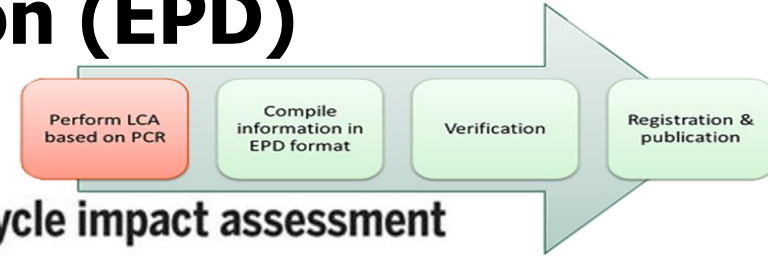 on (EPD)
Perform LCA
based on PCR
Compile
information in
EPD format
Verification
Registration &
publication
ycle impact assessment